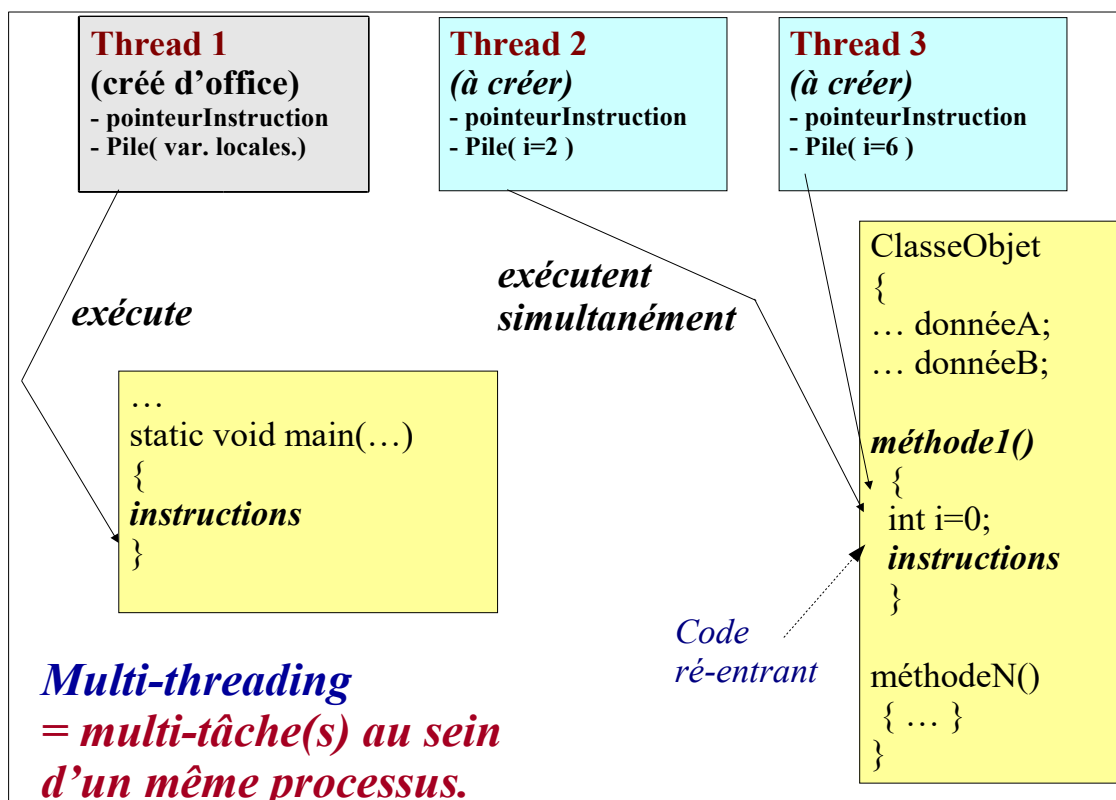 Thread 1
(créé d’office)
- pointeurInstruction
- Pile( var. locales.)
Thread 2
(à créer)
- pointeurInstruction
- Pile( i=2 )
Thread 3
(à créer)
- pointeurInstruction
- Pile( i=6 )
exécute
exécutent
simultanément
…
static void main(…)
{
instructions
}
ClasseObjet
{
… donnéeA;
… donnéeB;
méthode1()
{
int i=0;
instructions
}
méthodeN()
{ … }
}
Code
ré-entrant
Multi-threading
= multi-tâche(s) au sein
d’un même processus.